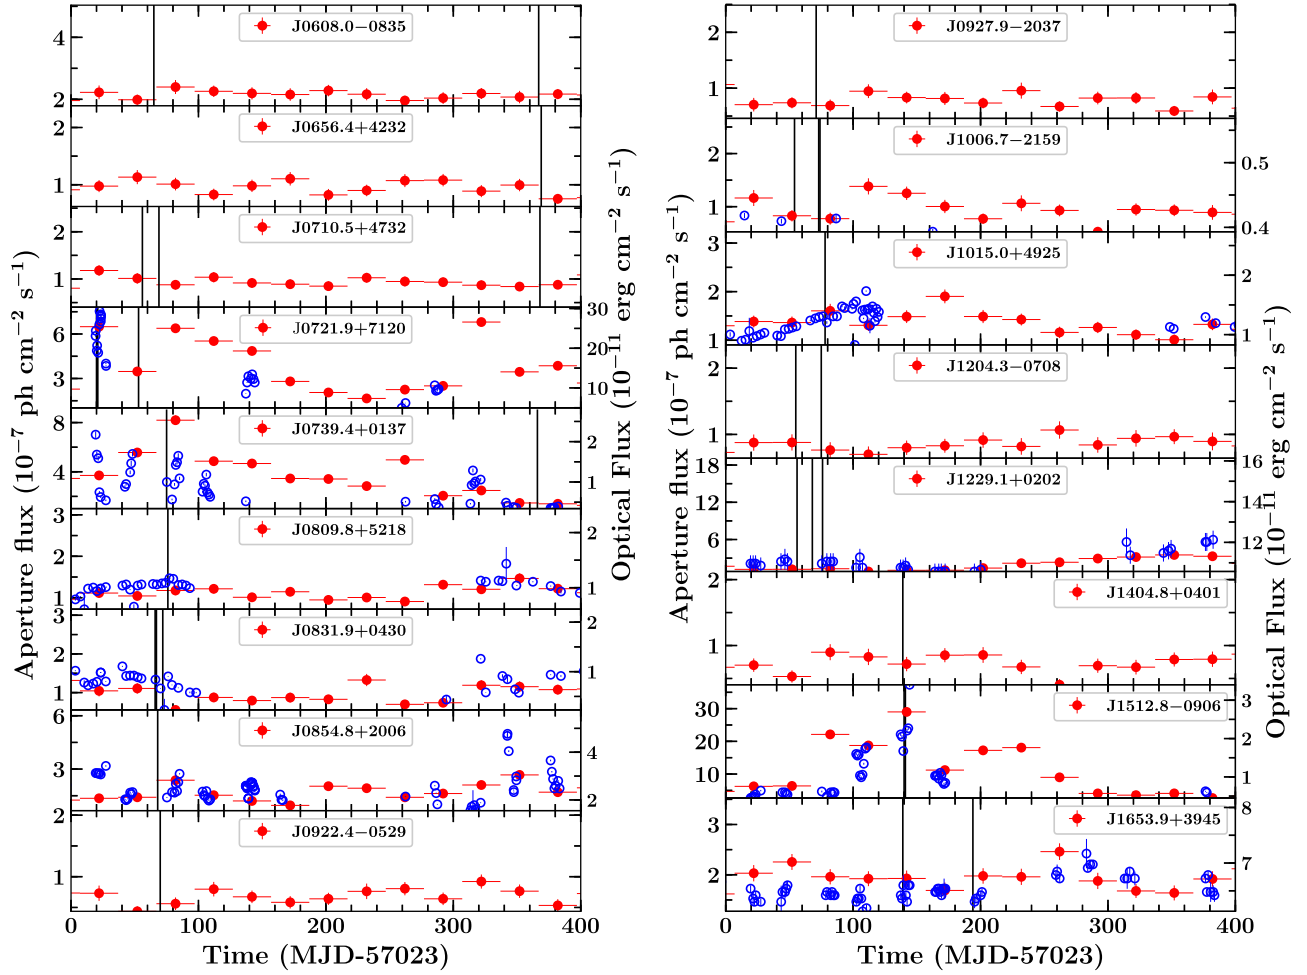 J0608.0−0835
4
2
J0656.4+4232
2
1
J0710.5+4732
2
1
J0721.9+7120
6
3
30
20
10
J0739.4+0137
8
4
2
1
J0809.8+5218
3
2
1
2
1
J0831.9+0430
3
2
1
2
1
J0854.8+2006
6
3
4
2
J0922.4−0529
2
1
0 100 200 300 400
Time (MJD-57023)
Aperture flux (10⁻⁷ ph cm⁻² s⁻¹)
Optical Flux (10⁻¹¹ erg cm⁻² s⁻¹)
J0927.9−2037
2
1
J1006.7−2159
2
1
0.5
0.4
J1015.0+4925
3
2
1
2
1
J1204.3−0708
2
1
J1229.1+0202
18
12
6
16
14
12
J1404.8+0401
2
1
J1512.8−0906
30
20
10
3
2
1
J1653.9+3945
3
2
8
7
0 100 200 300 400
Time (MJD-57023)
Aperture flux (10⁻⁷ ph cm⁻² s⁻¹)
Optical Flux (10⁻¹¹ erg cm⁻² s⁻¹)